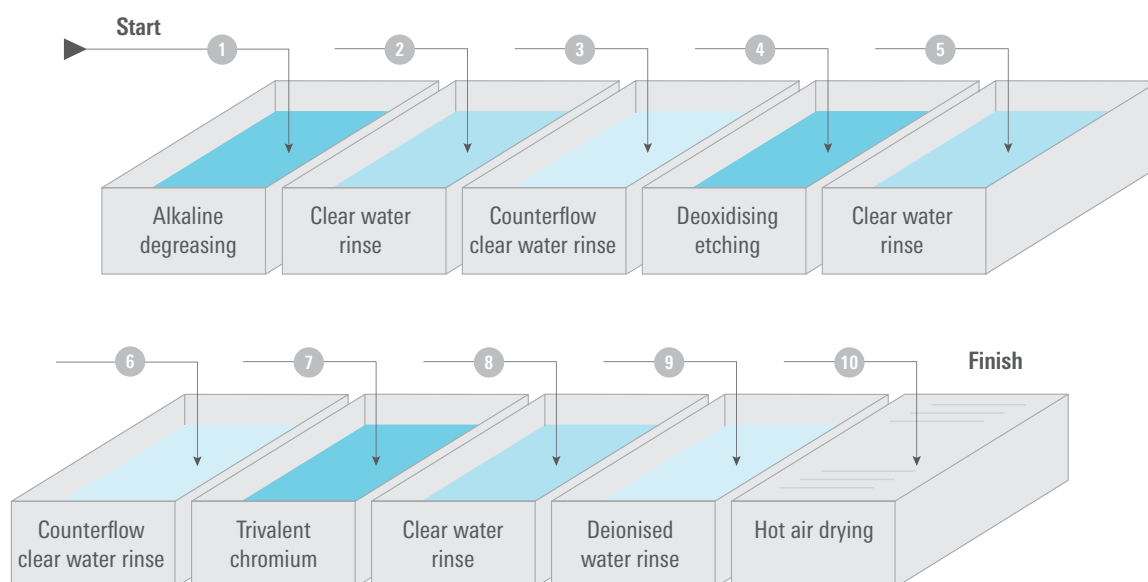 Start
1
2
3
4
5
Alkaline
degreasing
Clear water
rinse
Counterflow
clear water rinse
Deoxidising
etching
Clear water
rinse
6
7
8
9
10
Finish
Counterflow
clear water rinse
Trivalent
chromium
Clear water
rinse
Deionised
water rinse
Hot air drying